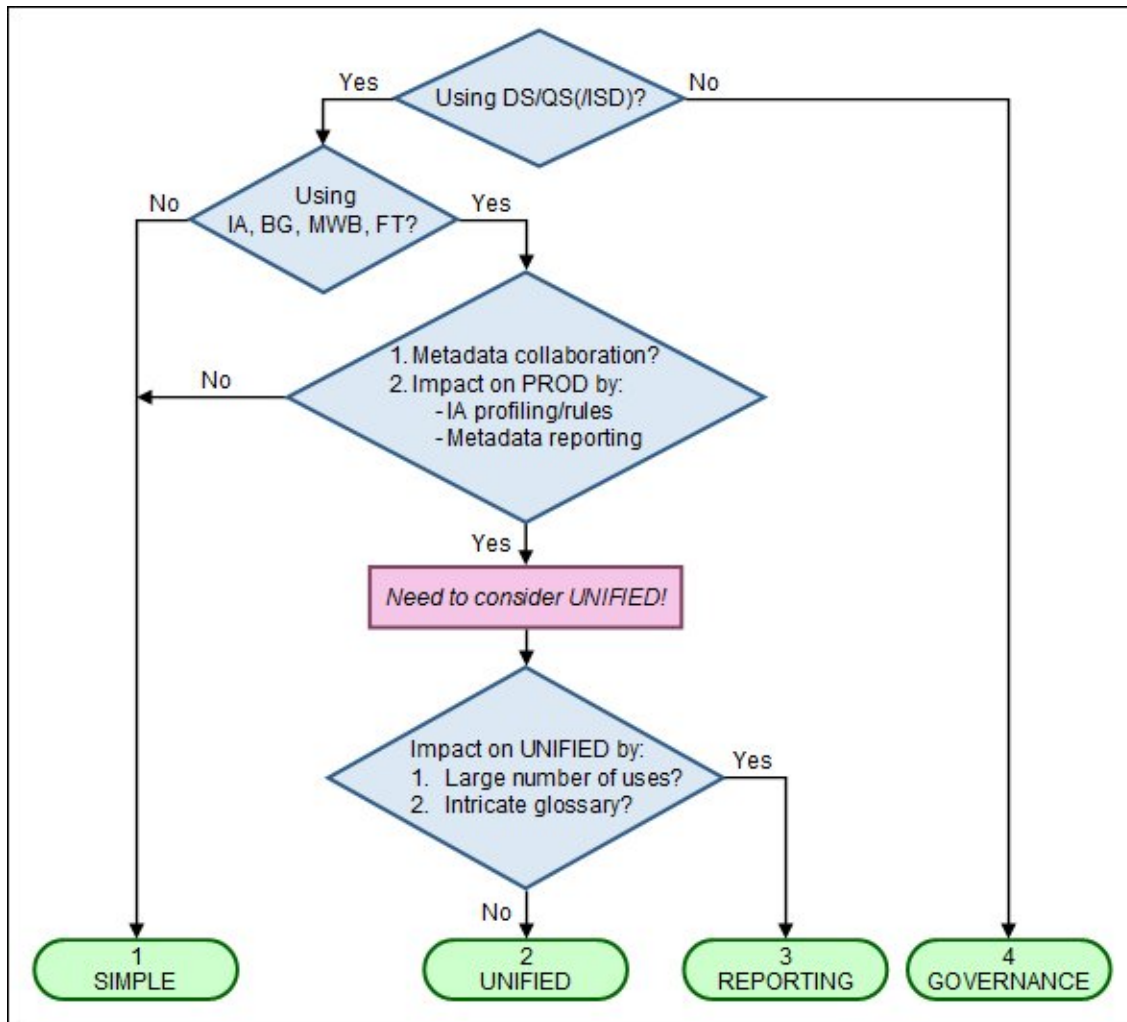 Using DS/QS(/ISD)?
Yes
No
Using
IA, BG, MWB, FT?
No
Yes
1. Metadata collaboration?
2. Impact on PROD by:
- IA profiling/rules
- Metadata reporting
No
Yes
Need to consider UNIFIED!
Impact on UNIFIED by:
1. Large number of uses?
2. Intricate glossary?
Yes
No
1
SIMPLE
2
UNIFIED
3
REPORTING
4
GOVERNANCE